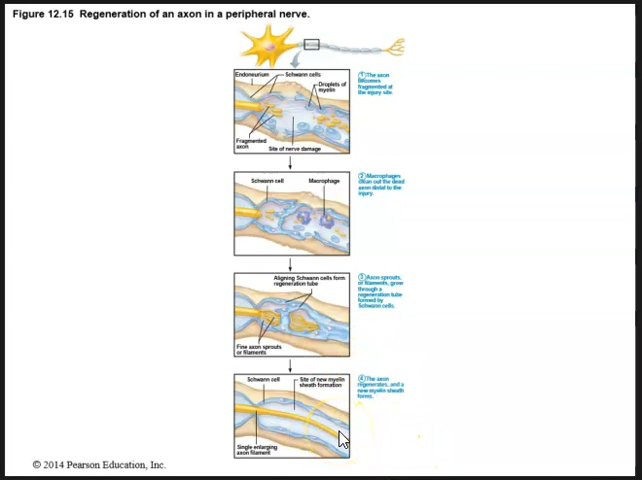 Figure 12.15 Regeneration of an axon in a peripheral nerve.
Endoneurium
Schwann cells
Droplets of
myelin
Fragmented
axon
Site of nerve damage
1 The axon
becomes
fragmented at
the injury site.
Schwann cell
Macrophage
2 Macrophages
clean out the dead
axon distal to the
injury.
Aligning Schwann cells form
regeneration tube
Fine axon sprouts
or filaments
3 Axon sprouts,
or filaments, grow
through a
regeneration tube
formed by
Schwann cells.
Schwann cell
Site of new myelin
sheath formation
Single enlarging
axon filament
4 The axon
regenerates, and a
new myelin sheath
forms.
© 2014 Pearson Education, Inc.